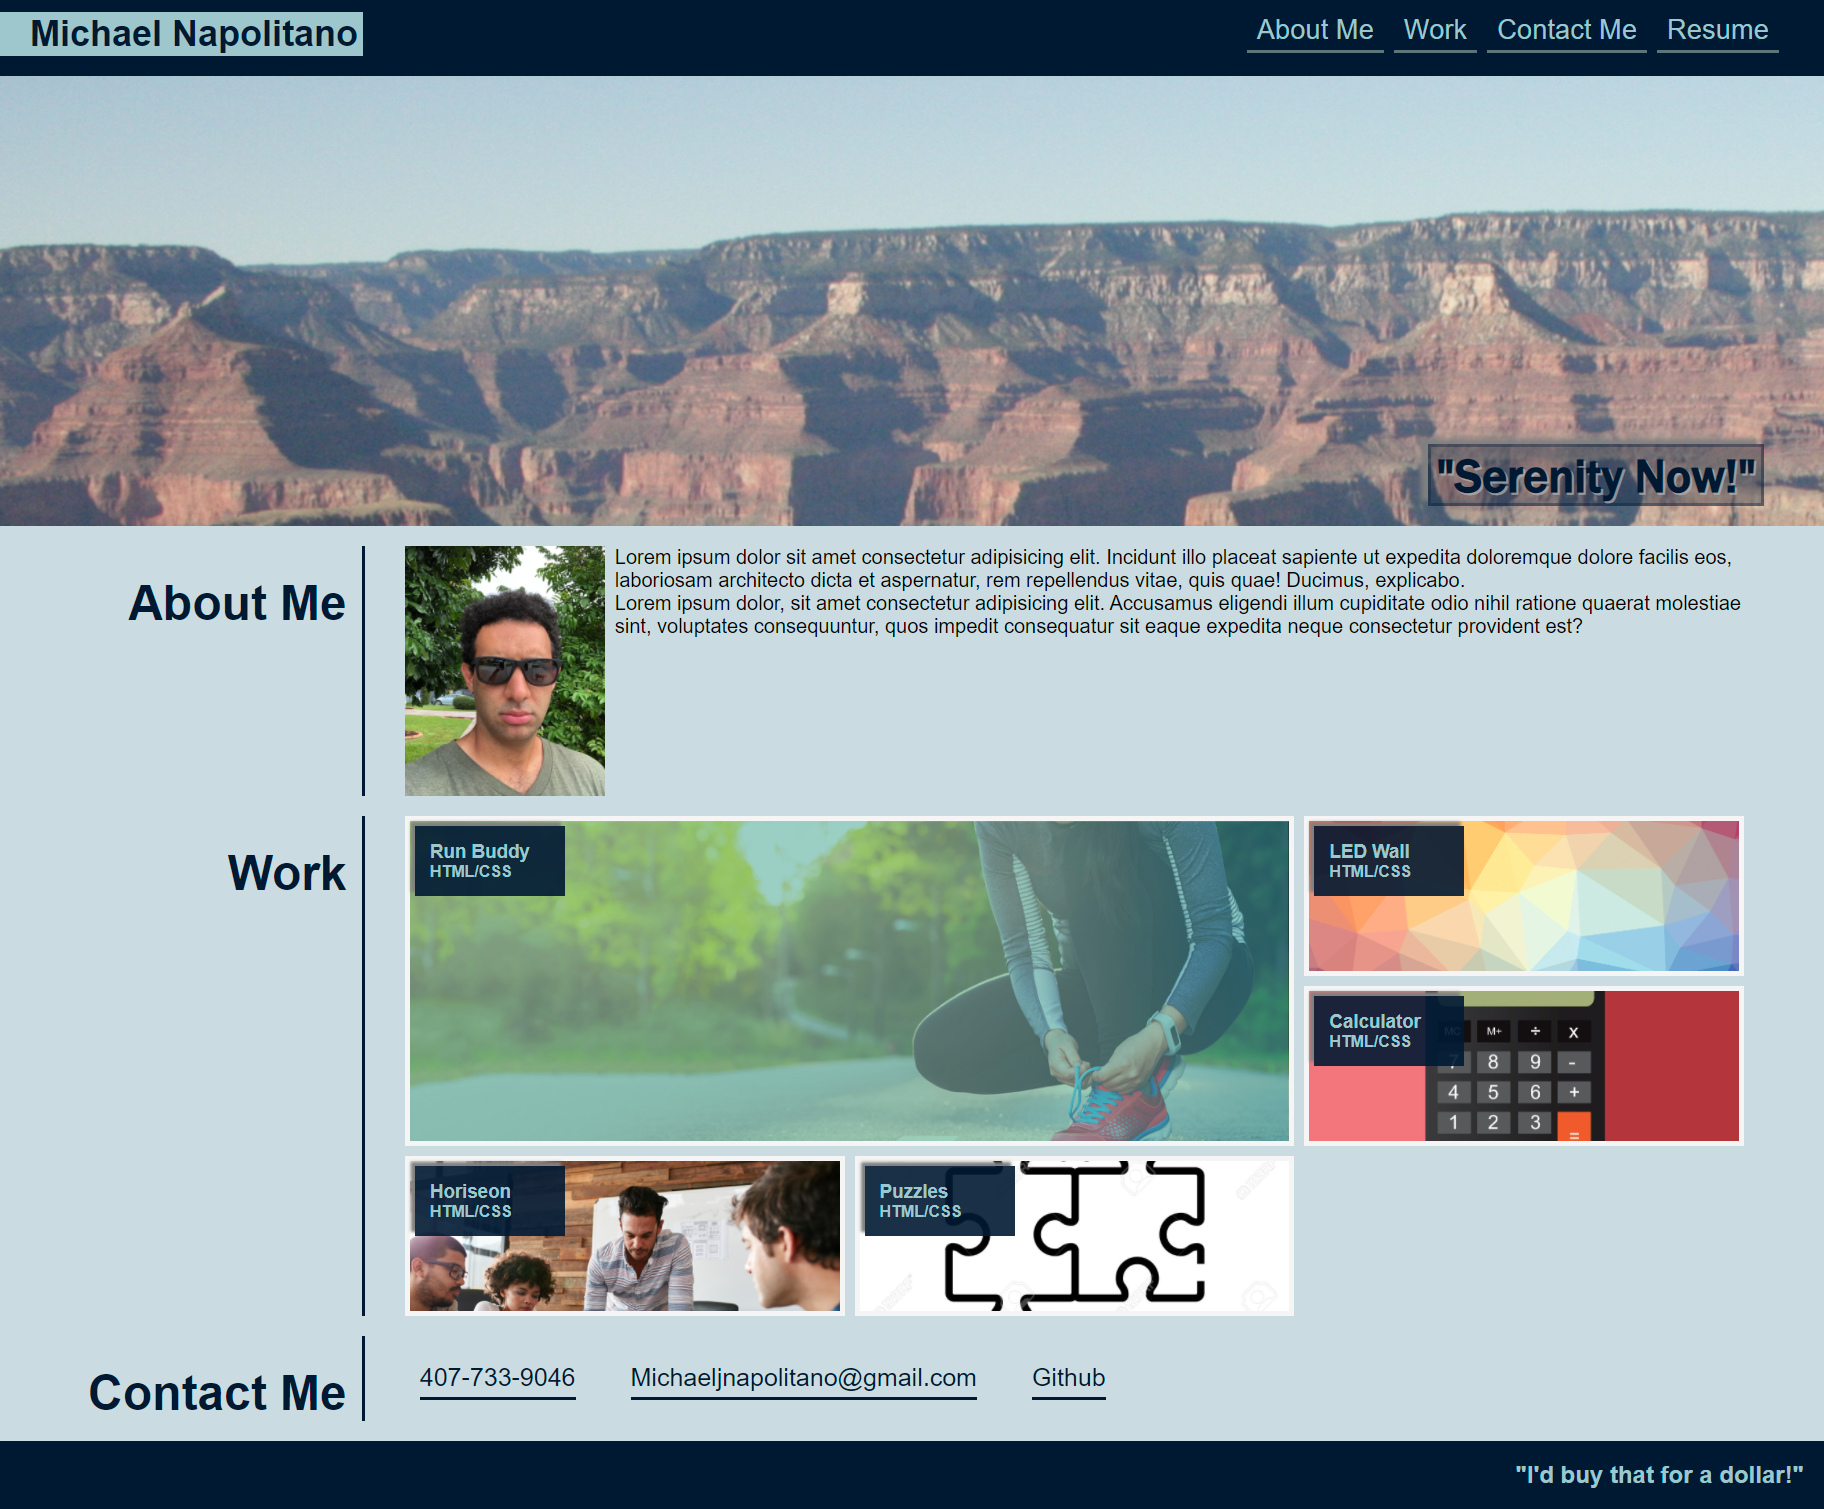 Michael Napolitano
About Me Work Contact Me Resume
"Serenity Now!"
About Me
Lorem ipsum dolor sit amet consectetur adipisicing elit. Incidunt illo placeat sapiente ut expedita doloremque dolore facilis eos,
laboriosam architecto dicta et aspernatur, rem repellendus vitae, quis quae! Ducimus, explicabo.
Lorem ipsum dolor, sit amet consectetur adipisicing elit. Accusamus eligendi illum cupiditate odio nihil ratione quaerat molestiae
sint, voluptates consequuntur, quos impedit consequatur sit eaque expedita neque consectetur provident est?
Work
Run Buddy
HTML/CSS
LED Wall
HTML/CSS
Calculator
HTML/CSS
MC M+ ÷ x
7 8 9 -
4 5 6 +
1 2 3 =
Horiseon
HTML/CSS
Puzzles
HTML/CSS
Contact Me
407-733-9046 Michaeljnapolitano@gmail.com Github
"I'd buy that for a dollar!"